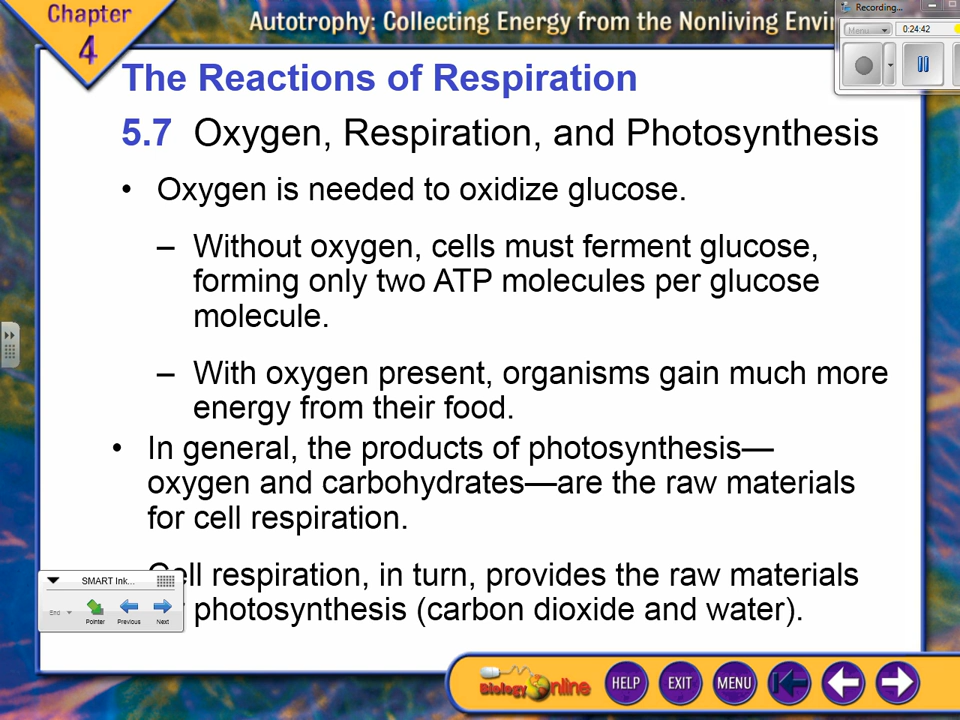 Chapter
4
Autotrophy: Collecting Energy from the Nonliving
Recording...
Menu
0:24:42
The Reactions of Respiration
5.7 Oxygen, Respiration, and Photosynthesis
• Oxygen is needed to oxidize glucose.
– Without oxygen, cells must ferment glucose,
forming only two ATP molecules per glucose
molecule.
– With oxygen present, organisms gain much more
energy from their food.
• In general, the products of photosynthesis—
oxygen and carbohydrates—are the raw materials
for cell respiration.
Cell respiration, in turn, provides the raw materials
photosynthesis (carbon dioxide and water).
SMART Ink...
End
Pointer
Previous
Next
Biology Online
HELP
EXIT
MENU